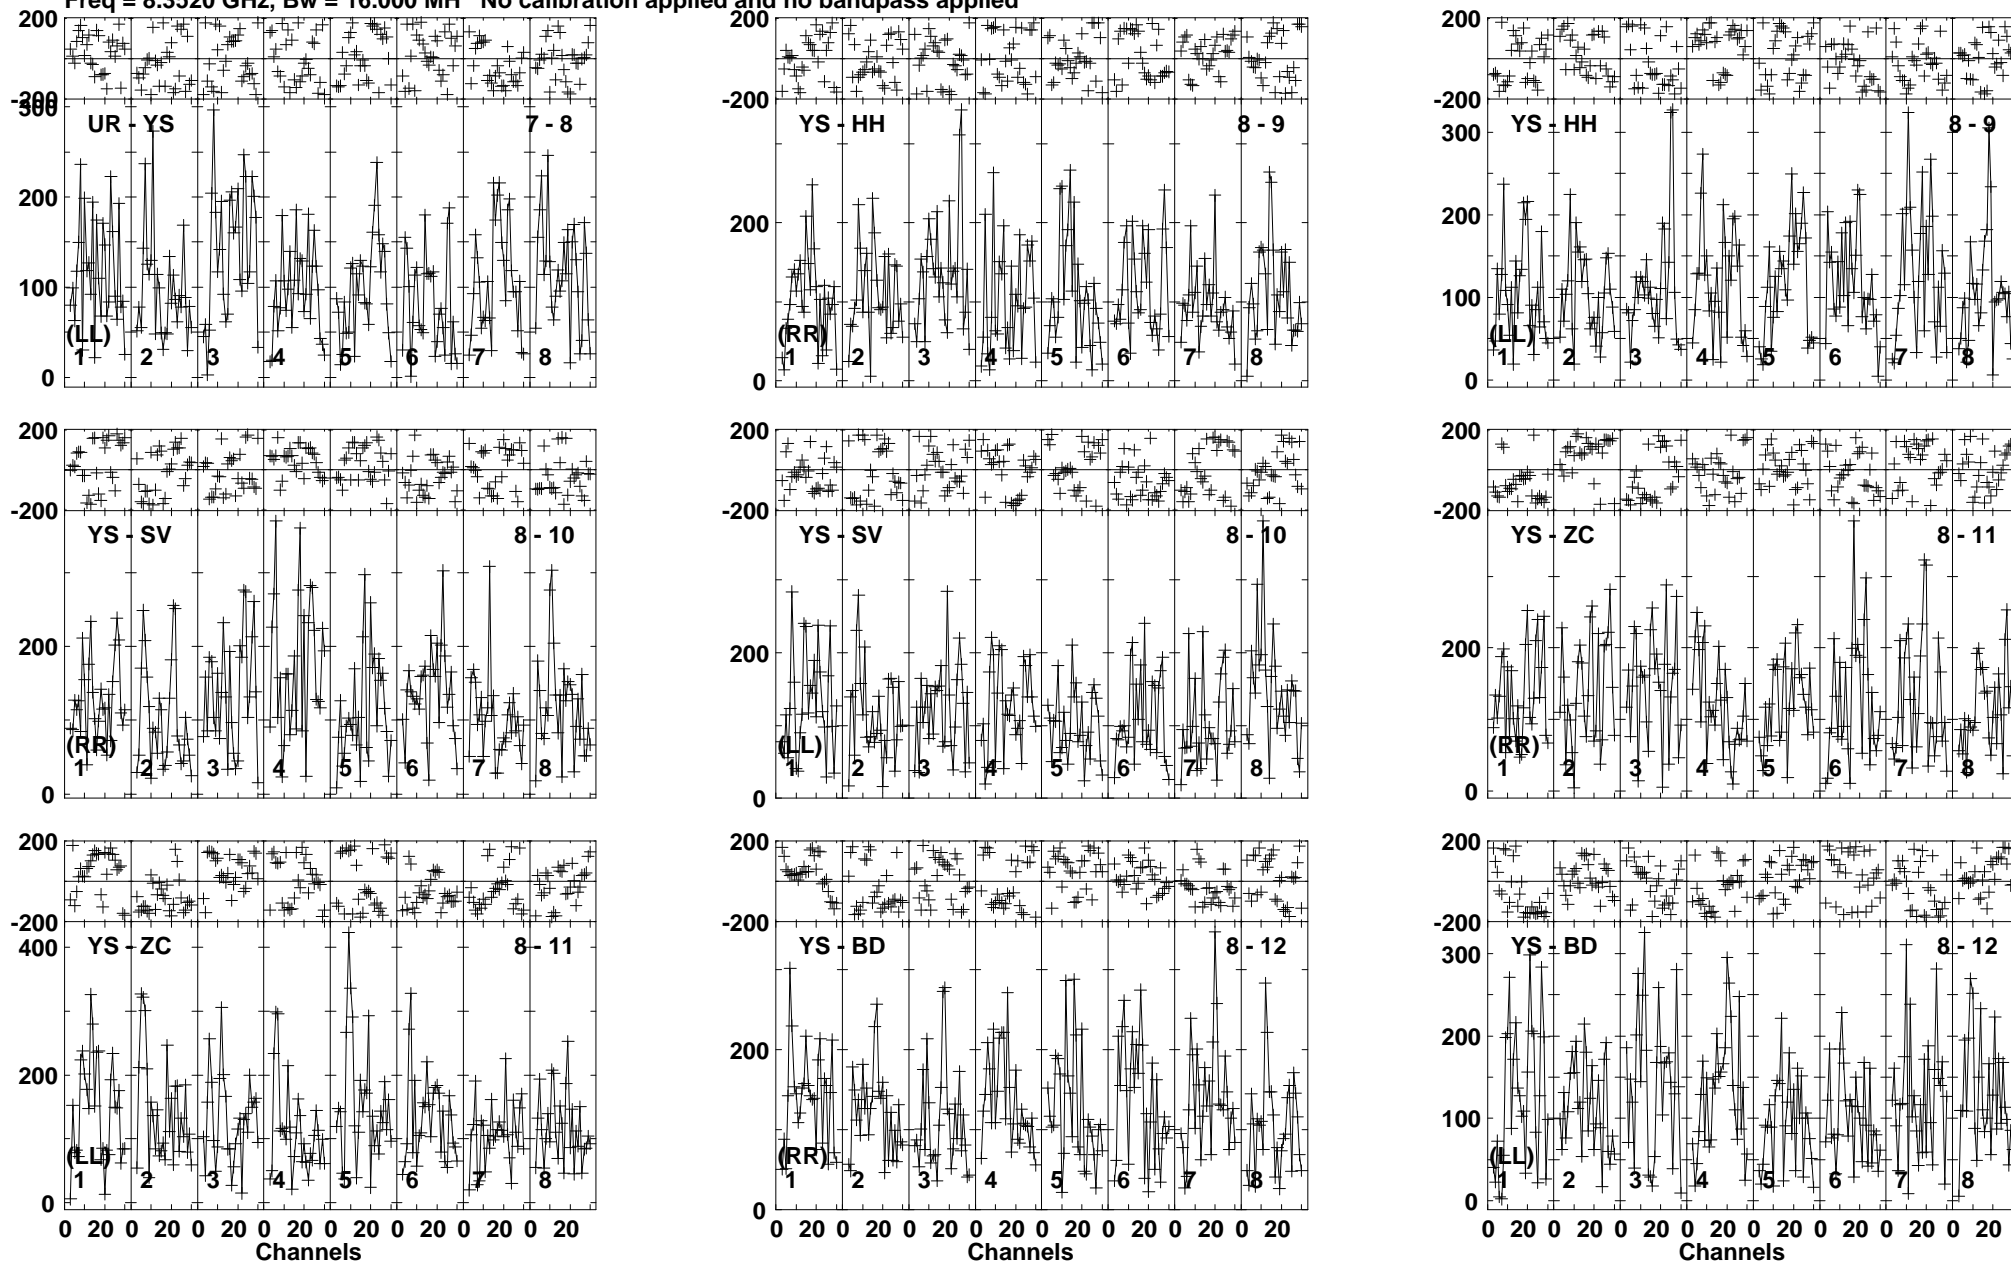 Freq = 8.3520 GHz, Bw = 16.000 MH No calibration applied and no bandpass applied
200 200 200
-200 -200 -200
300 UR - YS 7 - 8 YS - HH 8 - 9 300 YS - HH 8 - 9
200 200 200
100 100
(LL) (RR) (LL)
1 2 3 4 5 6 7 8 1 2 3 4 5 6 7 8 1 2 3 4 5 6 7 8
0 0 0
200 200 200
-200 -200 -200
YS - SV 8 - 10 YS - SV 8 - 10 YS - ZC 8 - 11
200 200 200
(RR) (LL) (RR)
1 2 3 4 5 6 7 8 1 2 3 4 5 6 7 8 1 2 3 4 5 6 7 8
0 0 0
200 200 200
-200 -200 -200
400 YS - ZC 8 - 11 YS - BD 8 - 12 300 YS - BD 8 - 12
200 200 200
100
(LL) (RR) (LL)
1 2 3 4 5 6 7 8 1 2 3 4 5 6 7 8 1 2 3 4 5 6 7 8
0 0 0
0 20 0 20 0 20 0 20 0 20 0 20 0 20 0 20 0 20 0 20 0 20 0 20 0 20 0 20 0 20 0 20 0 20 0 20 0 20 0 20 0 20 0 20 0 20 0 20
Channels Channels Channels